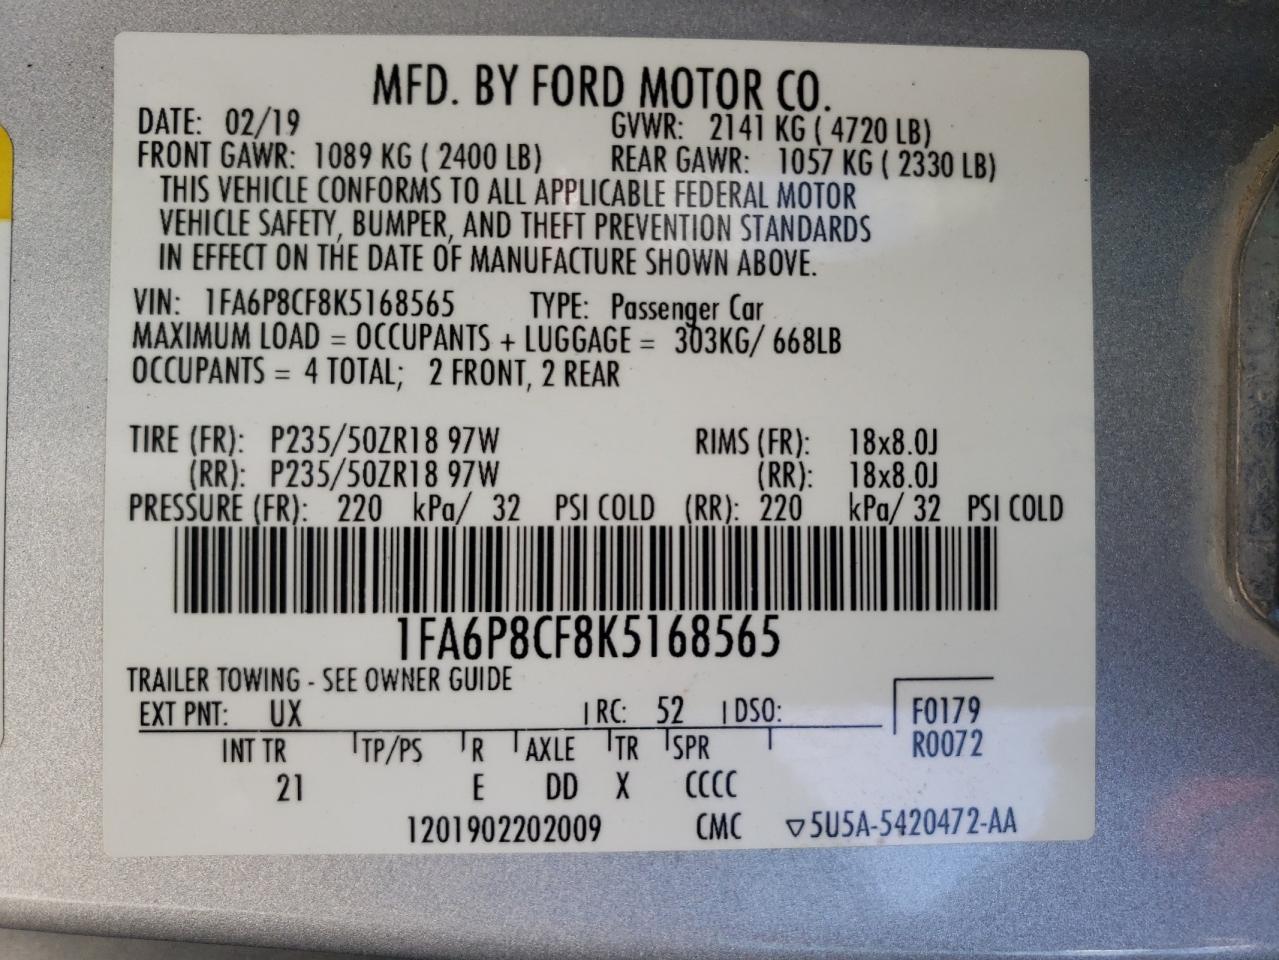 MFD. BY FORD MOTOR CO.
DATE: 02/19 GVWR: 2141 KG ( 4720 LB)
FRONT GAWR: 1089 KG ( 2400 LB) REAR GAWR: 1057 KG ( 2330 LB)
THIS VEHICLE CONFORMS TO ALL APPLICABLE FEDERAL MOTOR
VEHICLE SAFETY, BUMPER, AND THEFT PREVENTION STANDARDS
IN EFFECT ON THE DATE OF MANUFACTURE SHOWN ABOVE.
VIN: 1FA6P8CF8K5168565 TYPE: Passenger Car
MAXIMUM LOAD = OCCUPANTS + LUGGAGE = 303KG/ 668LB
OCCUPANTS = 4 TOTAL; 2 FRONT, 2 REAR
TIRE (FR): P235/50ZR18 97W RIMS (FR): 18x8.0J
(RR): P235/50ZR18 97W (RR): 18x8.0J
PRESSURE (FR): 220 kPa/ 32 PSI COLD (RR): 220 kPa/ 32 PSI COLD
1FA6P8CF8K5168565
TRAILER TOWING - SEE OWNER GUIDE
EXT PNT: UX RC: 52 DSO: F0179
INT TR TP/PS R AXLE TR SPR R0072
21 E DD X CCCC
1201902202009 CMC ▽5U5A-5420472-AA